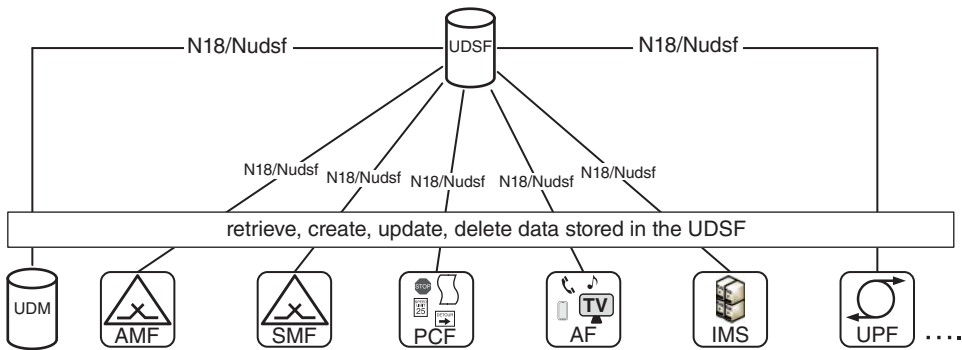 N18/Nudsf
UDSF
N18/Nudsf
N18/Nudsf
N18/Nudsf
N18/Nudsf
N18/Nudsf
N18/Nudsf
retrieve, create, update, delete data stored in the UDSF
UDM
AMF
SMF
STOP
25
PCF
TV
AF
IMS
UPF
....